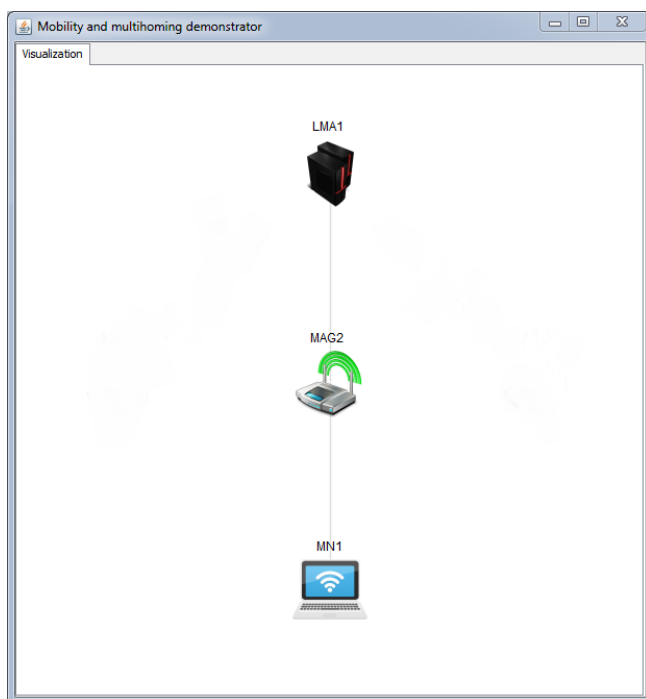 Mobility and multihoming demonstrator
Visualization
LMA1
MAG2
MN1